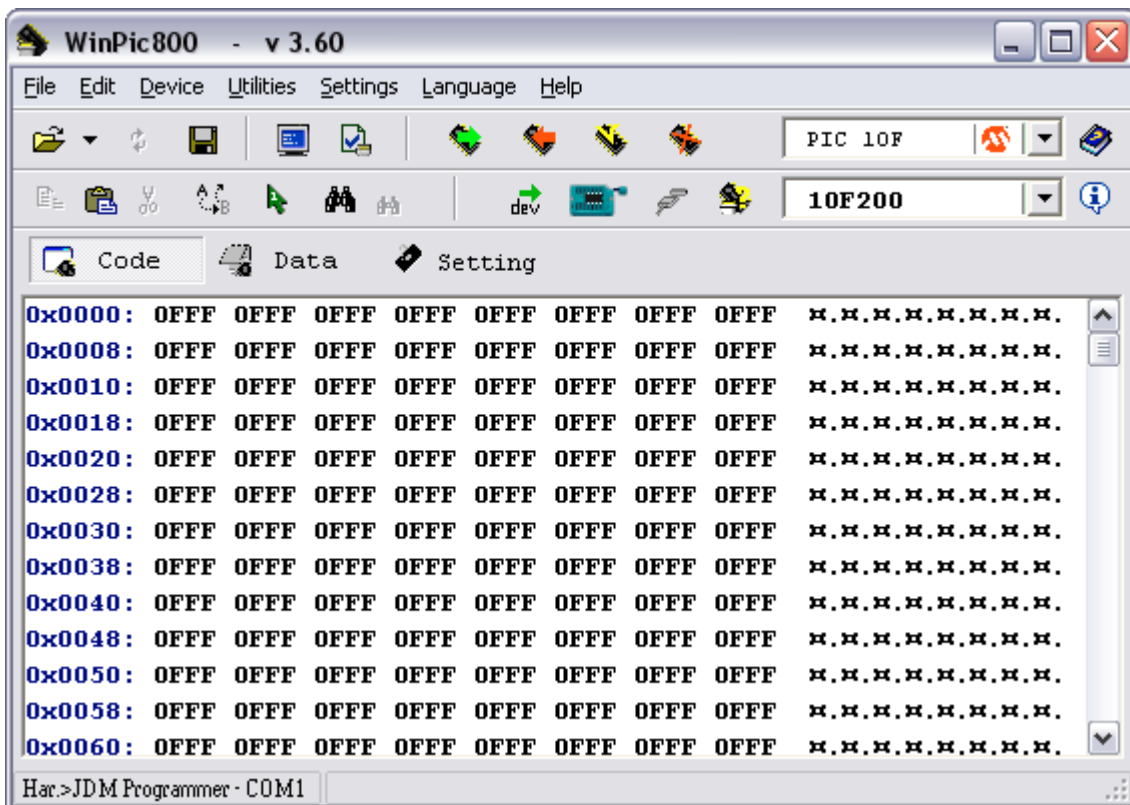 WinPic800 - v 3.60
File Edit Device Utilities Settings Language Help
PIC 10F
dev 10F200
Code Data Setting
0x0000: 0FFF 0FFF 0FFF 0FFF 0FFF 0FFF 0FFF 0FFF ¤.¤.¤.¤.¤.¤.¤.¤.
0x0008: 0FFF 0FFF 0FFF 0FFF 0FFF 0FFF 0FFF 0FFF ¤.¤.¤.¤.¤.¤.¤.¤.
0x0010: 0FFF 0FFF 0FFF 0FFF 0FFF 0FFF 0FFF 0FFF ¤.¤.¤.¤.¤.¤.¤.¤.
0x0018: 0FFF 0FFF 0FFF 0FFF 0FFF 0FFF 0FFF 0FFF ¤.¤.¤.¤.¤.¤.¤.¤.
0x0020: 0FFF 0FFF 0FFF 0FFF 0FFF 0FFF 0FFF 0FFF ¤.¤.¤.¤.¤.¤.¤.¤.
0x0028: 0FFF 0FFF 0FFF 0FFF 0FFF 0FFF 0FFF 0FFF ¤.¤.¤.¤.¤.¤.¤.¤.
0x0030: 0FFF 0FFF 0FFF 0FFF 0FFF 0FFF 0FFF 0FFF ¤.¤.¤.¤.¤.¤.¤.¤.
0x0038: 0FFF 0FFF 0FFF 0FFF 0FFF 0FFF 0FFF 0FFF ¤.¤.¤.¤.¤.¤.¤.¤.
0x0040: 0FFF 0FFF 0FFF 0FFF 0FFF 0FFF 0FFF 0FFF ¤.¤.¤.¤.¤.¤.¤.¤.
0x0048: 0FFF 0FFF 0FFF 0FFF 0FFF 0FFF 0FFF 0FFF ¤.¤.¤.¤.¤.¤.¤.¤.
0x0050: 0FFF 0FFF 0FFF 0FFF 0FFF 0FFF 0FFF 0FFF ¤.¤.¤.¤.¤.¤.¤.¤.
0x0058: 0FFF 0FFF 0FFF 0FFF 0FFF 0FFF 0FFF 0FFF ¤.¤.¤.¤.¤.¤.¤.¤.
0x0060: 0FFF 0FFF 0FFF 0FFF 0FFF 0FFF 0FFF 0FFF ¤.¤.¤.¤.¤.¤.¤.¤.
Har.>JDM Programmer - COM1